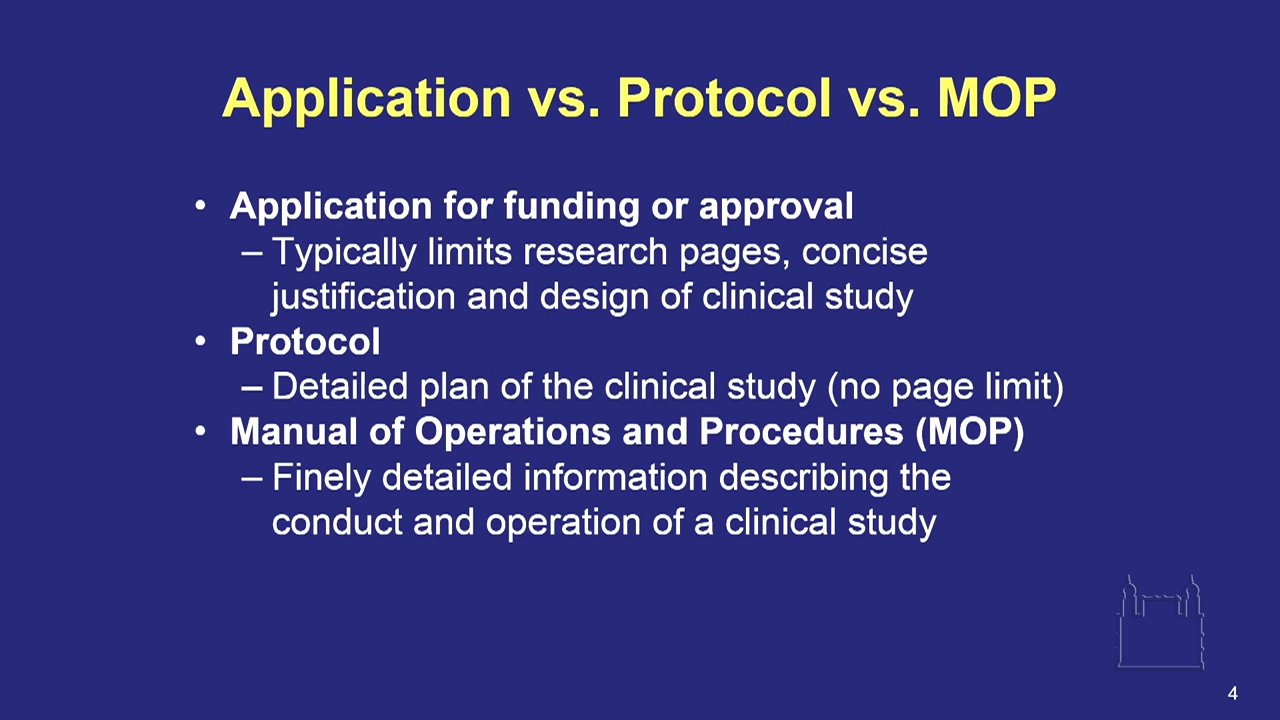 Application vs. Protocol vs. MOP
• Application for funding or approval
– Typically limits research pages, concise
justification and design of clinical study
• Protocol
– Detailed plan of the clinical study (no page limit)
• Manual of Operations and Procedures (MOP)
– Finely detailed information describing the
conduct and operation of a clinical study
4